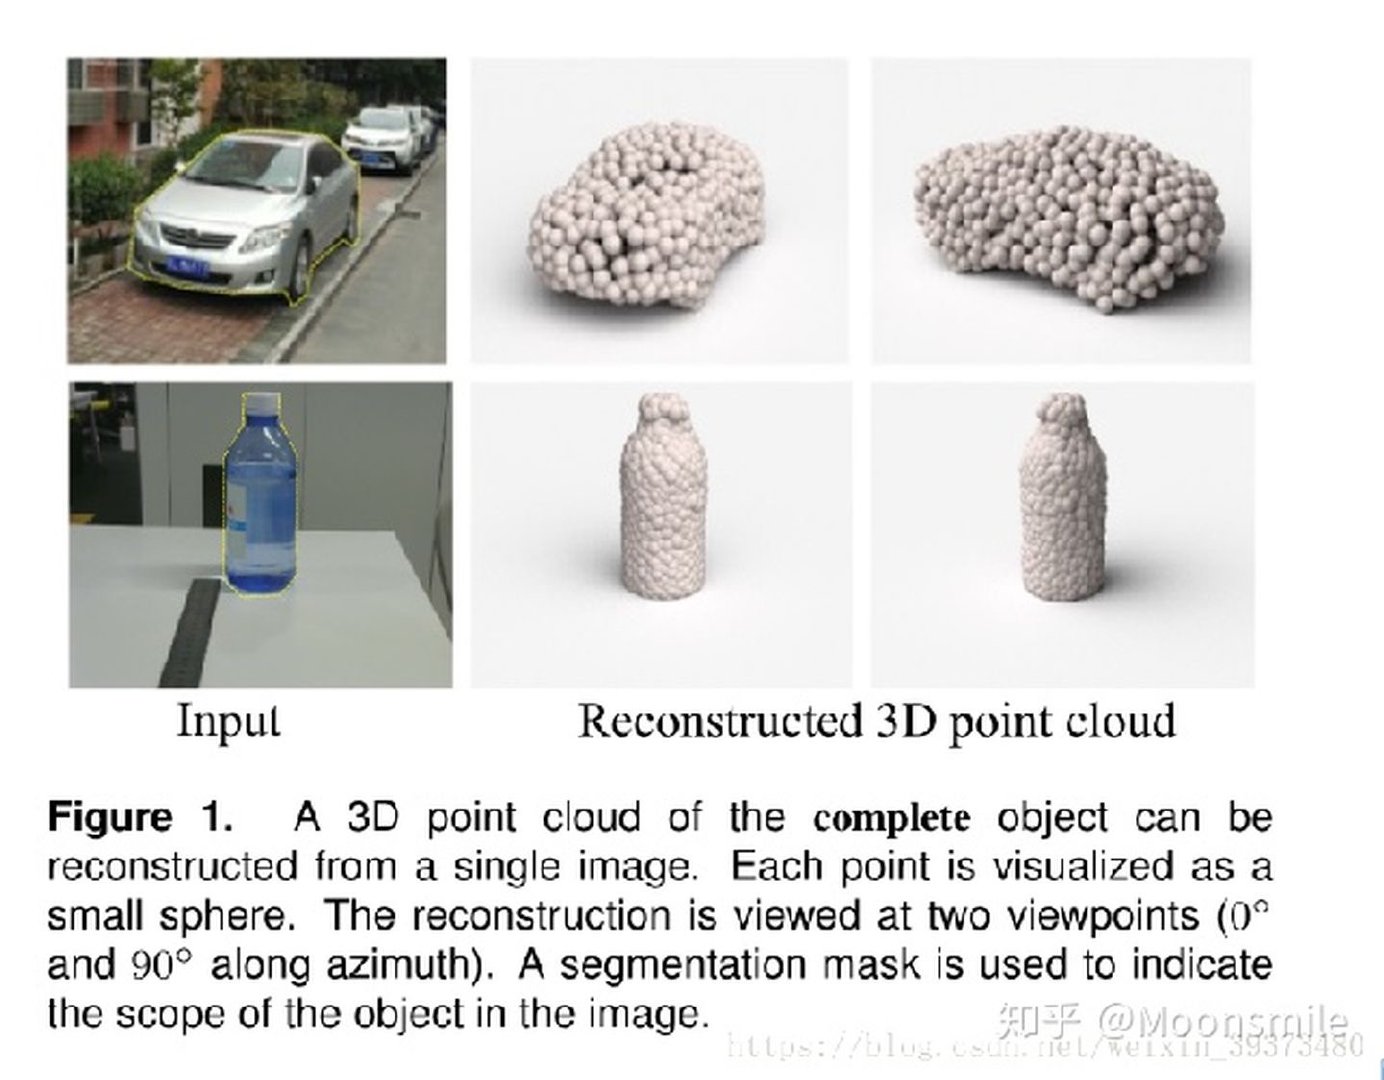 Input
Reconstructed 3D point cloud
Figure 1. A 3D point cloud of the complete object can be
reconstructed from a single image. Each point is visualized as a
small sphere. The reconstruction is viewed at two viewpoints (0°
and 90° along azimuth). A segmentation mask is used to indicate
the scope of the object in the image.
知乎 @Moonsmile
https://blog.csdn.net/weixin_39373480